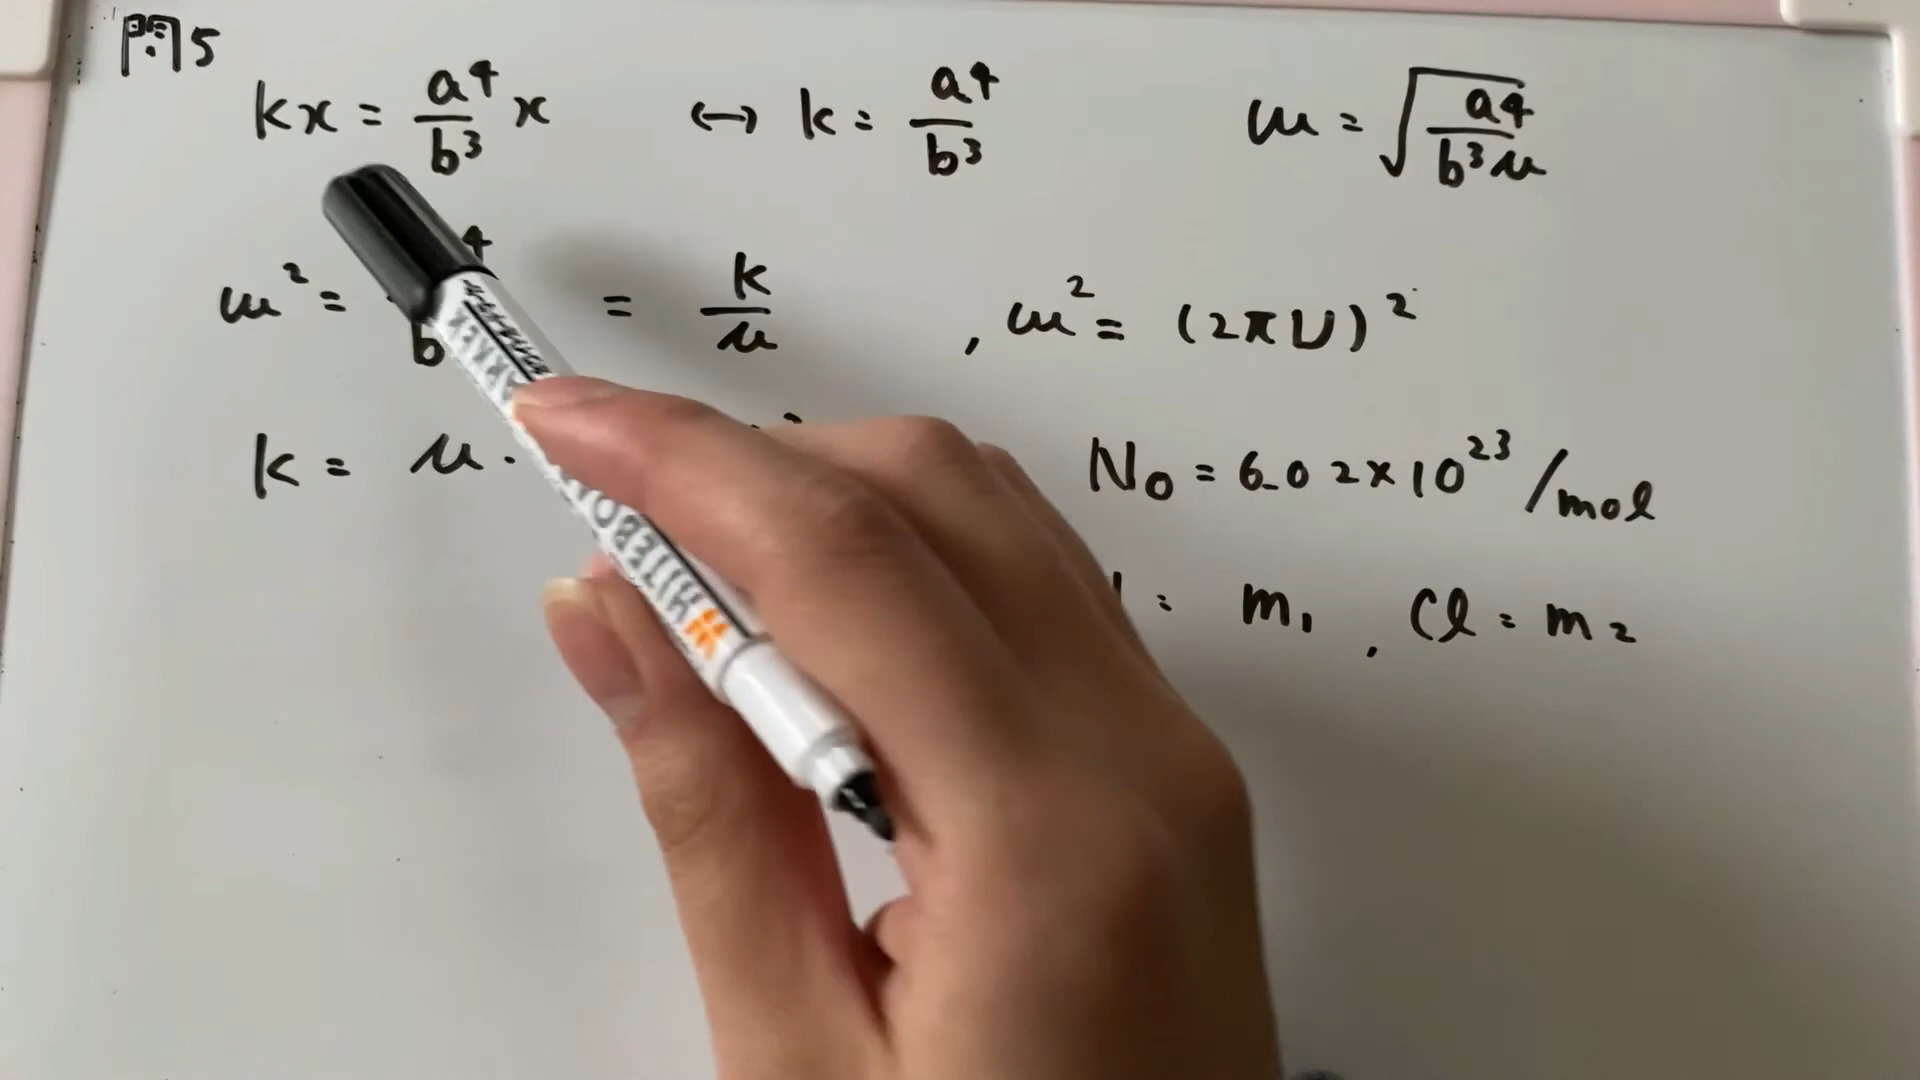 問5
kx = a⁴/b³ x ↔ k = a⁴/b³ ω = √(a⁴/b³μ)
ω² = = k/μ , ω² = (2πν)²
k = μ · N₀ = 6.02×10²³/mol
= m₁ , Cl = m₂
WHITEBO